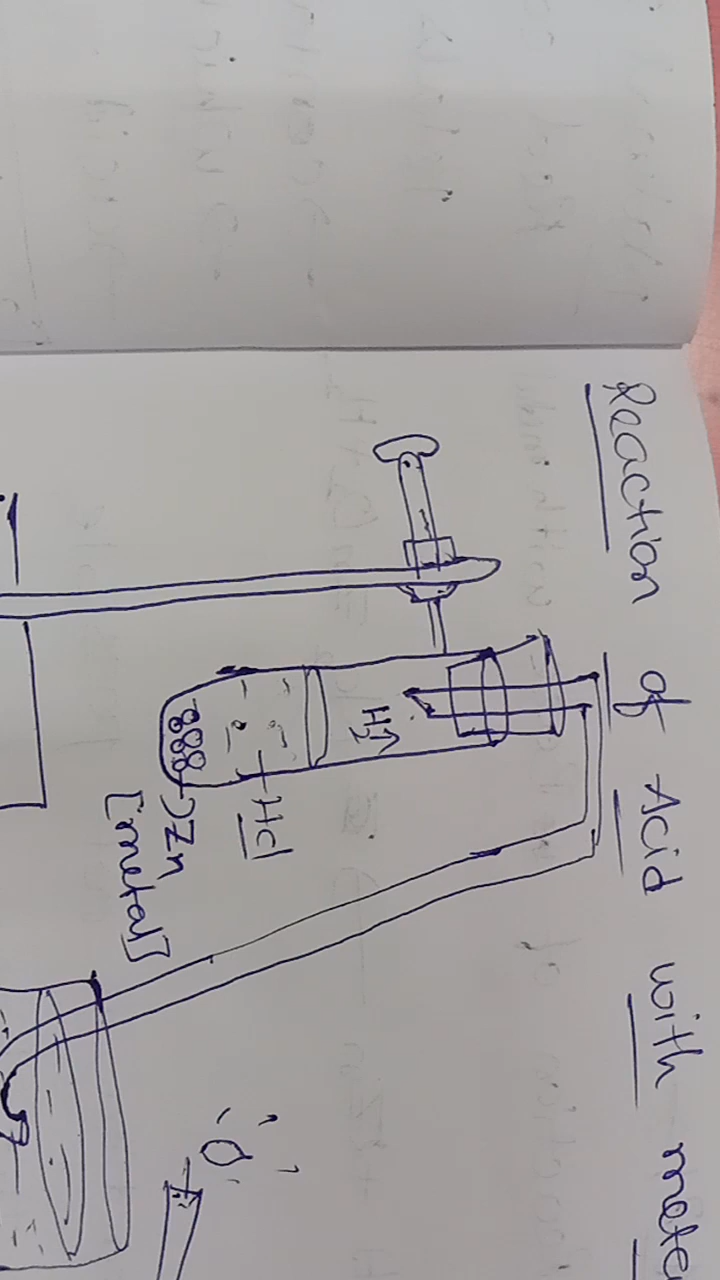 Reaction of Acid with meta
H2↑
HCl
Zn
[metal]